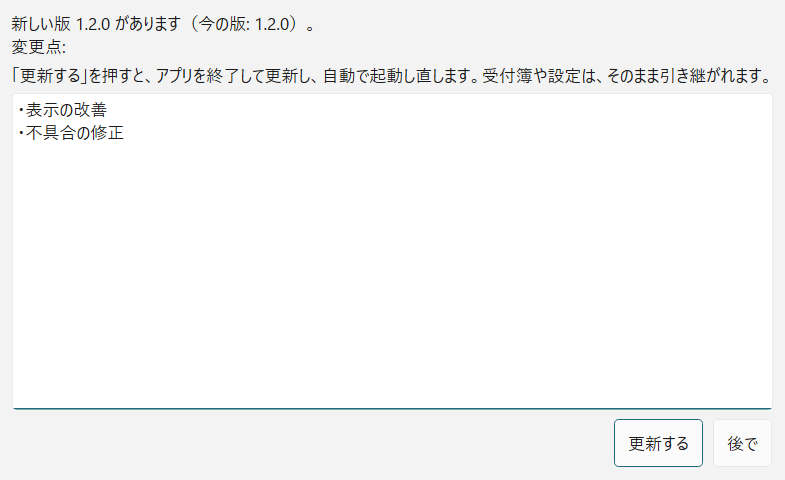 新しい版 1.2.0 があります（今の版: 1.2.0）。
変更点:
「更新する」を押すと、アプリを終了して更新し、自動で起動し直します。受付簿や設定は、そのまま引き継がれます。
・表示の改善
・不具合の修正
更新する
後で